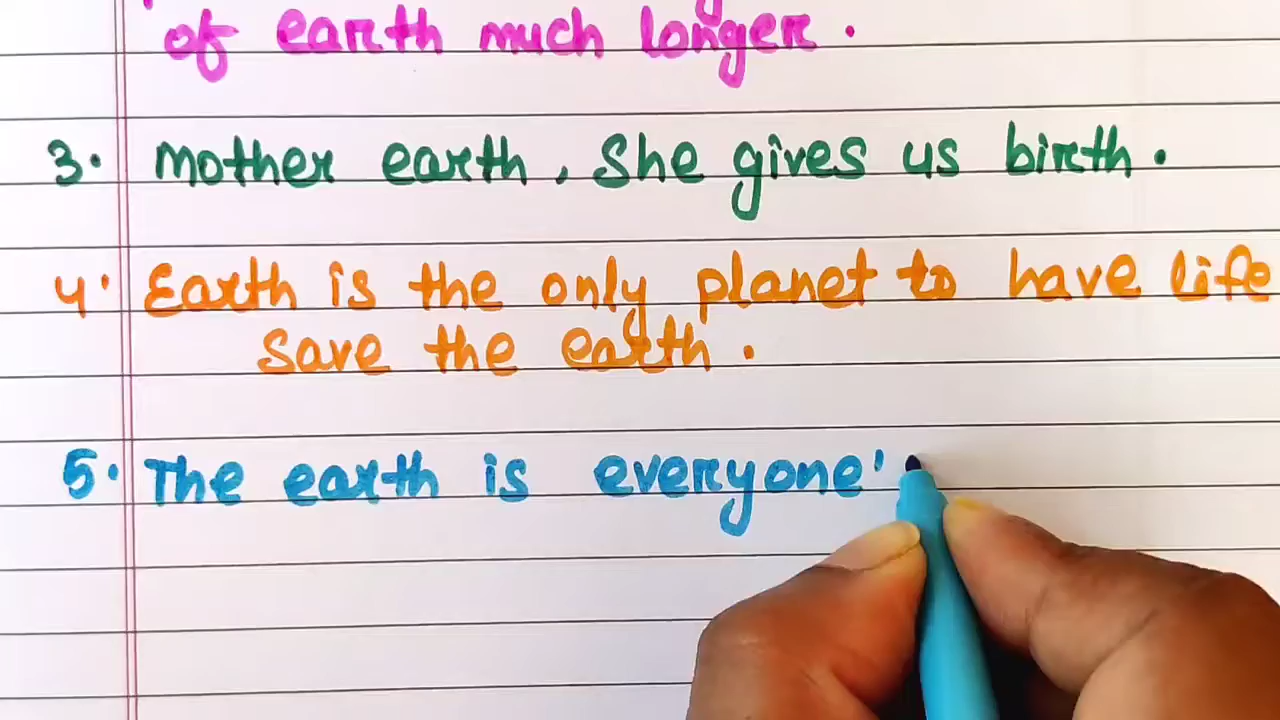 of earth much longer.
3. Mother earth, She gives us birth.
4. Earth is the only planet to have life
save the earth.
5. The earth is everyone'